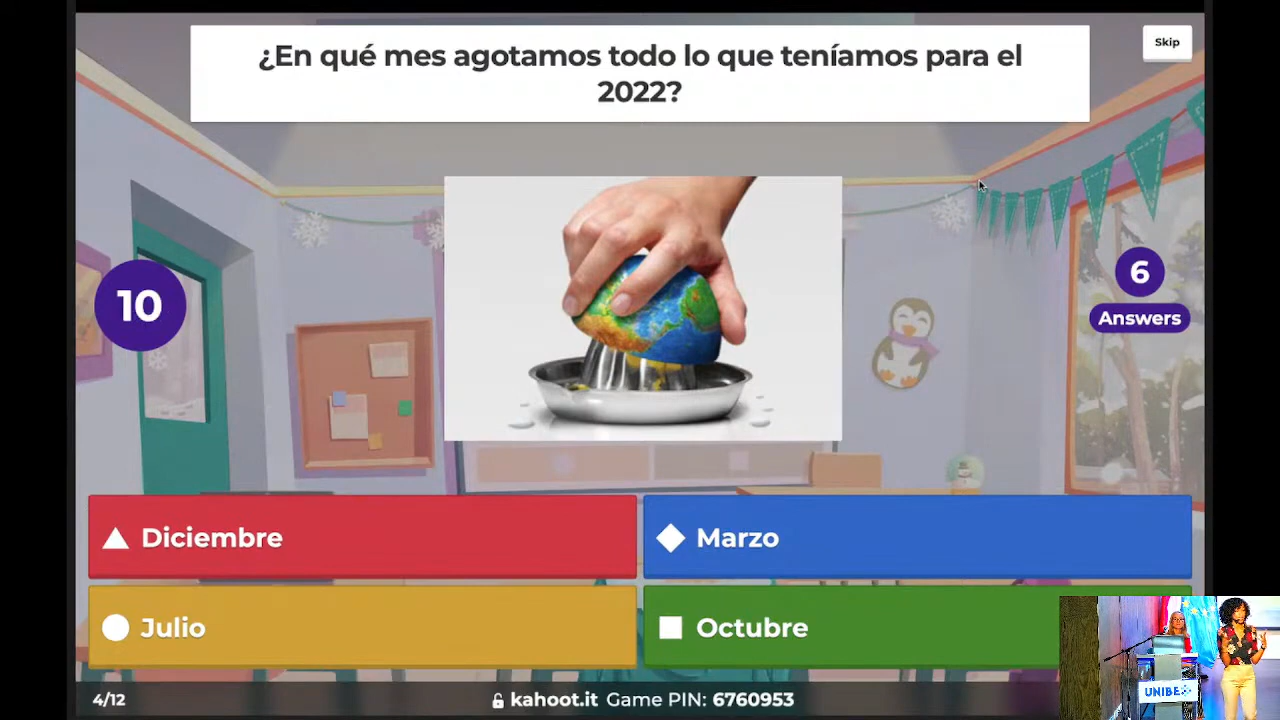 ¿En qué mes agotamos todo lo que teníamos para el
2022?
Skip
10
6
Answers
Diciembre
Marzo
Julio
Octubre
4/12
kahoot.it Game PIN: 6760953
UNIBE